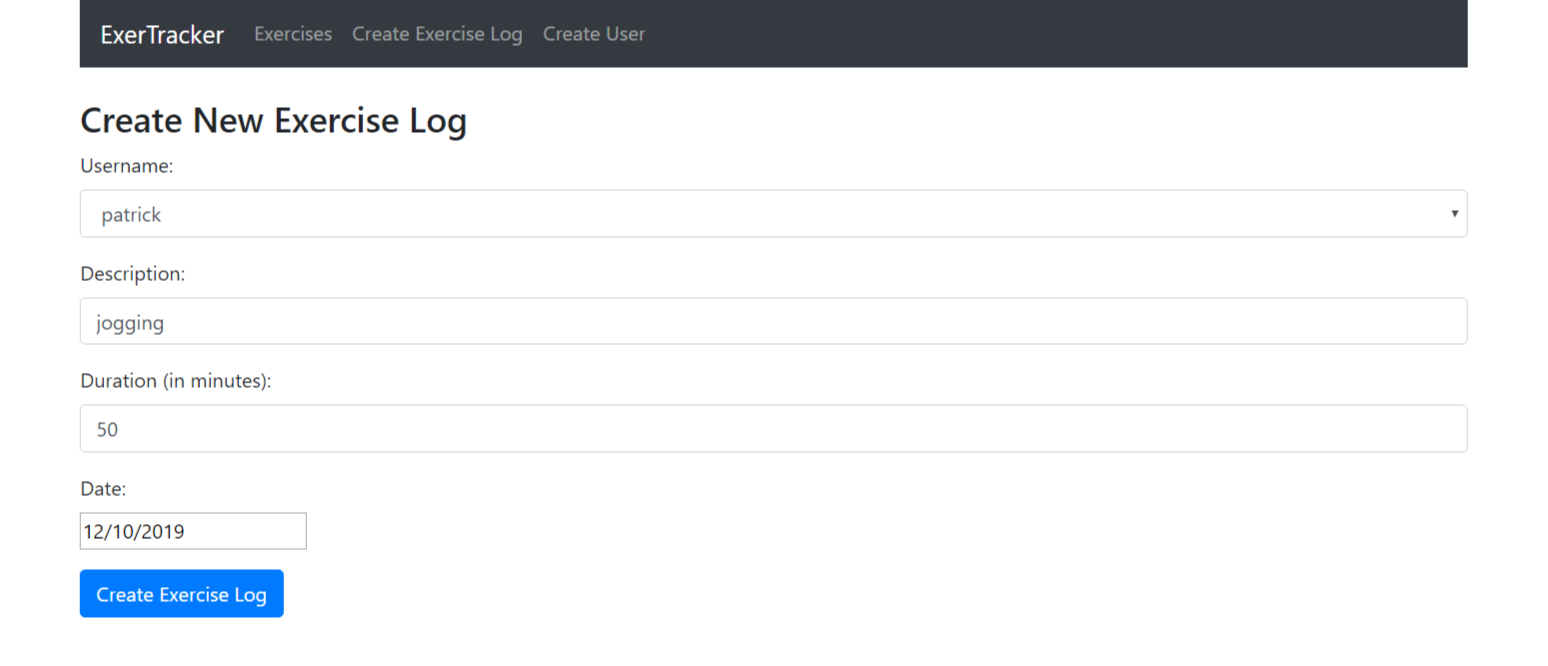 ExerTracker Exercises Create Exercise Log Create User
Create New Exercise Log
Username:
patrick
Description:
jogging
Duration (in minutes):
50
Date:
12/10/2019
Create Exercise Log